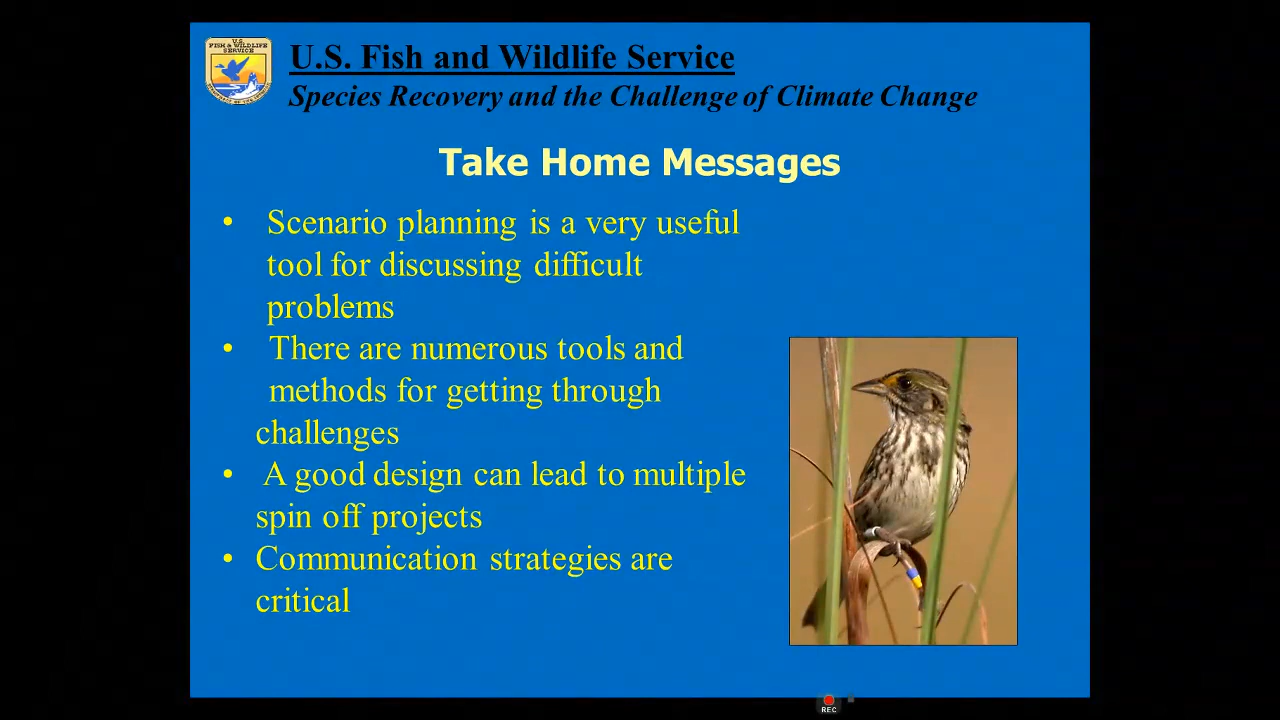 U.S.
FISH & WILDLIFE
SERVICE
U.S. Fish and Wildlife Service
Species Recovery and the Challenge of Climate Change
Take Home Messages
• Scenario planning is a very useful
tool for discussing difficult
problems
• There are numerous tools and
methods for getting through
challenges
• A good design can lead to multiple
spin off projects
• Communication strategies are
critical
REC